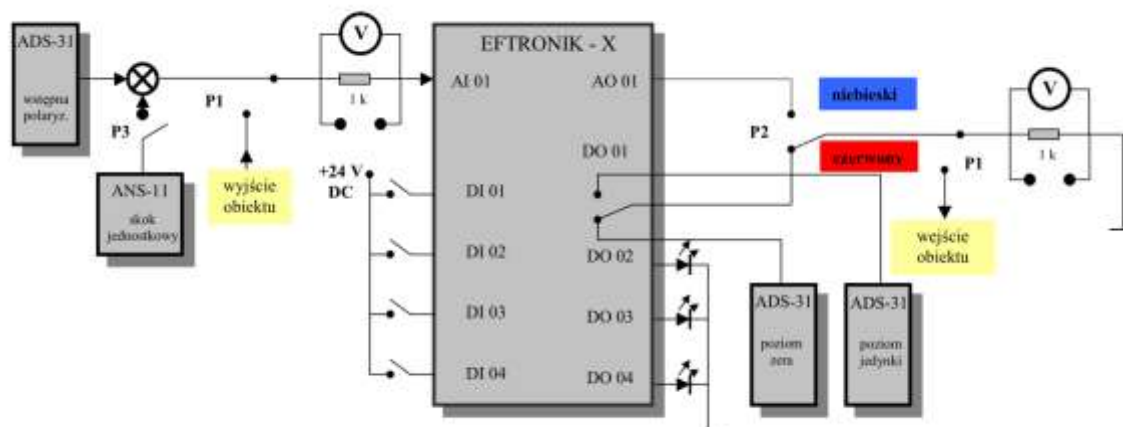 ADS-31
wstępna
polaryz.
P3
ANS-11
skok
jednostkowy
P1
wyjście
obiektu
V
1 k
+24 V
DC
EFTRONIK - X
AI 01
AO 01
DO 01
DI 01
DI 02
DO 02
DI 03
DO 03
DI 04
DO 04
niebieski
P2
czerwony
P1
wejście
obiektu
V
1 k
ADS-31
poziom
zera
ADS-31
poziom
jedynki